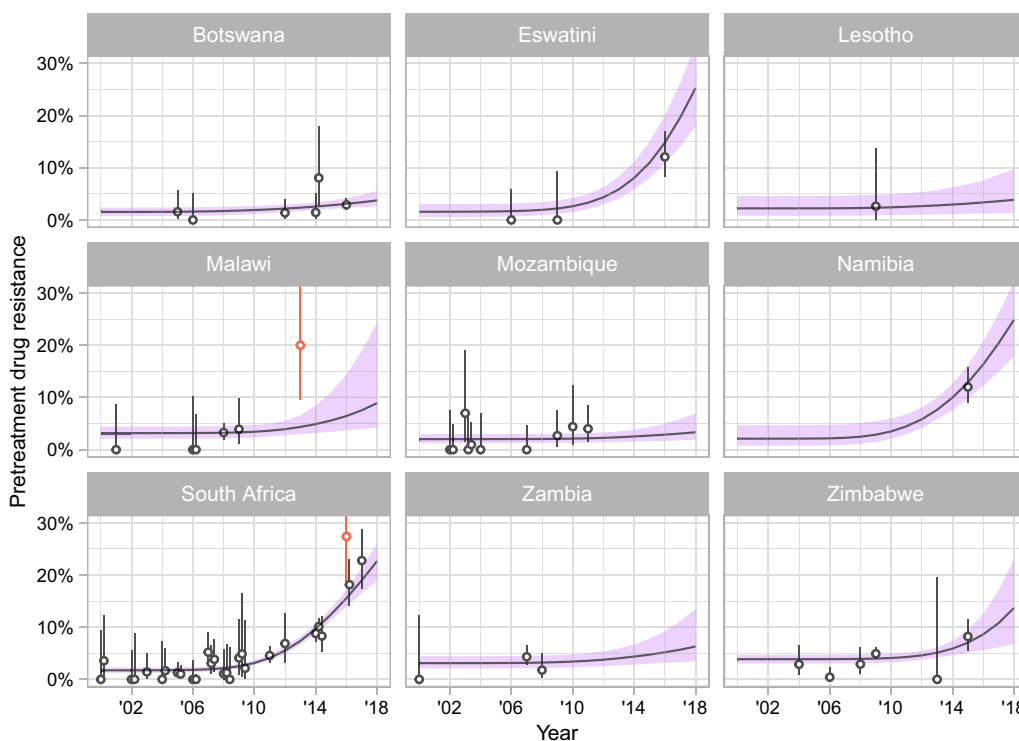 Botswana Eswatini Lesotho
30%
20%
10%
0%
Malawi Mozambique Namibia
30%
20%
10%
0%
Pretreatment drug resistance
South Africa Zambia Zimbabwe
30%
20%
10%
0%
'02 '06 '10 '14 '18 '02 '06 '10 '14 '18 '02 '06 '10 '14 '18
Year